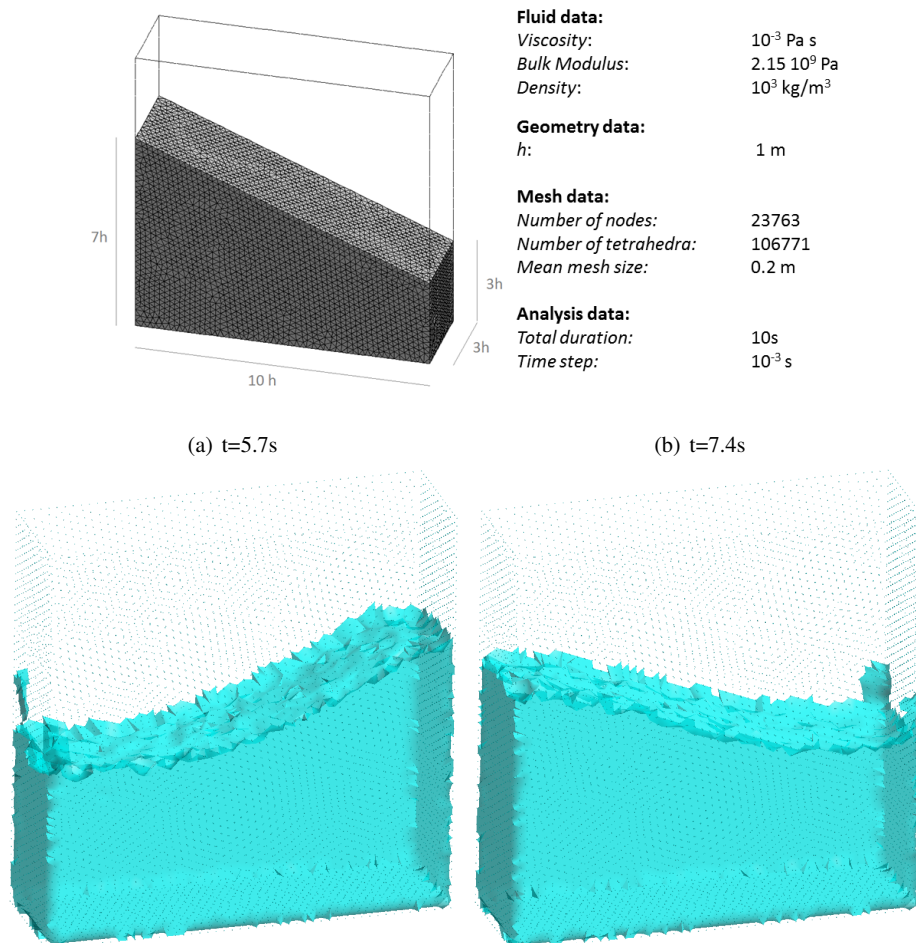 Fluid data:
Viscosity: 10⁻³ Pa s
Bulk Modulus: 2.15 10⁹ Pa
Density: 10³ kg/m³
Geometry data:
h: 1 m
Mesh data:
Number of nodes: 23763
Number of tetrahedra: 106771
Mean mesh size: 0.2 m
Analysis data:
Total duration: 10s
Time step: 10⁻³ s
7h
3h
3h
10 h
(a) t=5.7s
(b) t=7.4s